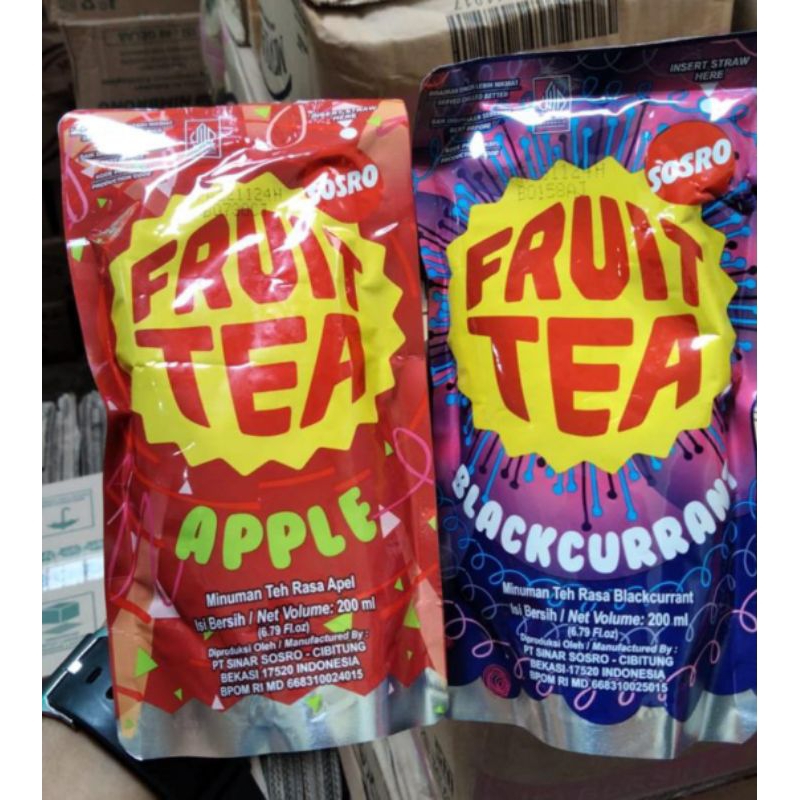 SOSRO
FRUIT
TEA
APPLE
Minuman Teh Rasa Apel
Isi Bersih / Net Volume: 200 ml
(6.79 Fl.oz)
Diproduksi Oleh / Manufactured By :
PT SINAR SOSRO - CIBITUNG
BEKASI 17520 INDONESIA
BPOM RI MD 668310024015
INSERT STRAW
HERE
SOSRO
FRUIT
TEA
BLACKCURRANT
Minuman Teh Rasa Blackcurrant
Isi Bersih / Net Volume: 200 ml
(6.79 Fl.oz)
Diproduksi Oleh / Manufactured By :
PT SINAR SOSRO - CIBITUNG
BEKASI-17520 INDONESIA
BPOM RI MD 668310025015